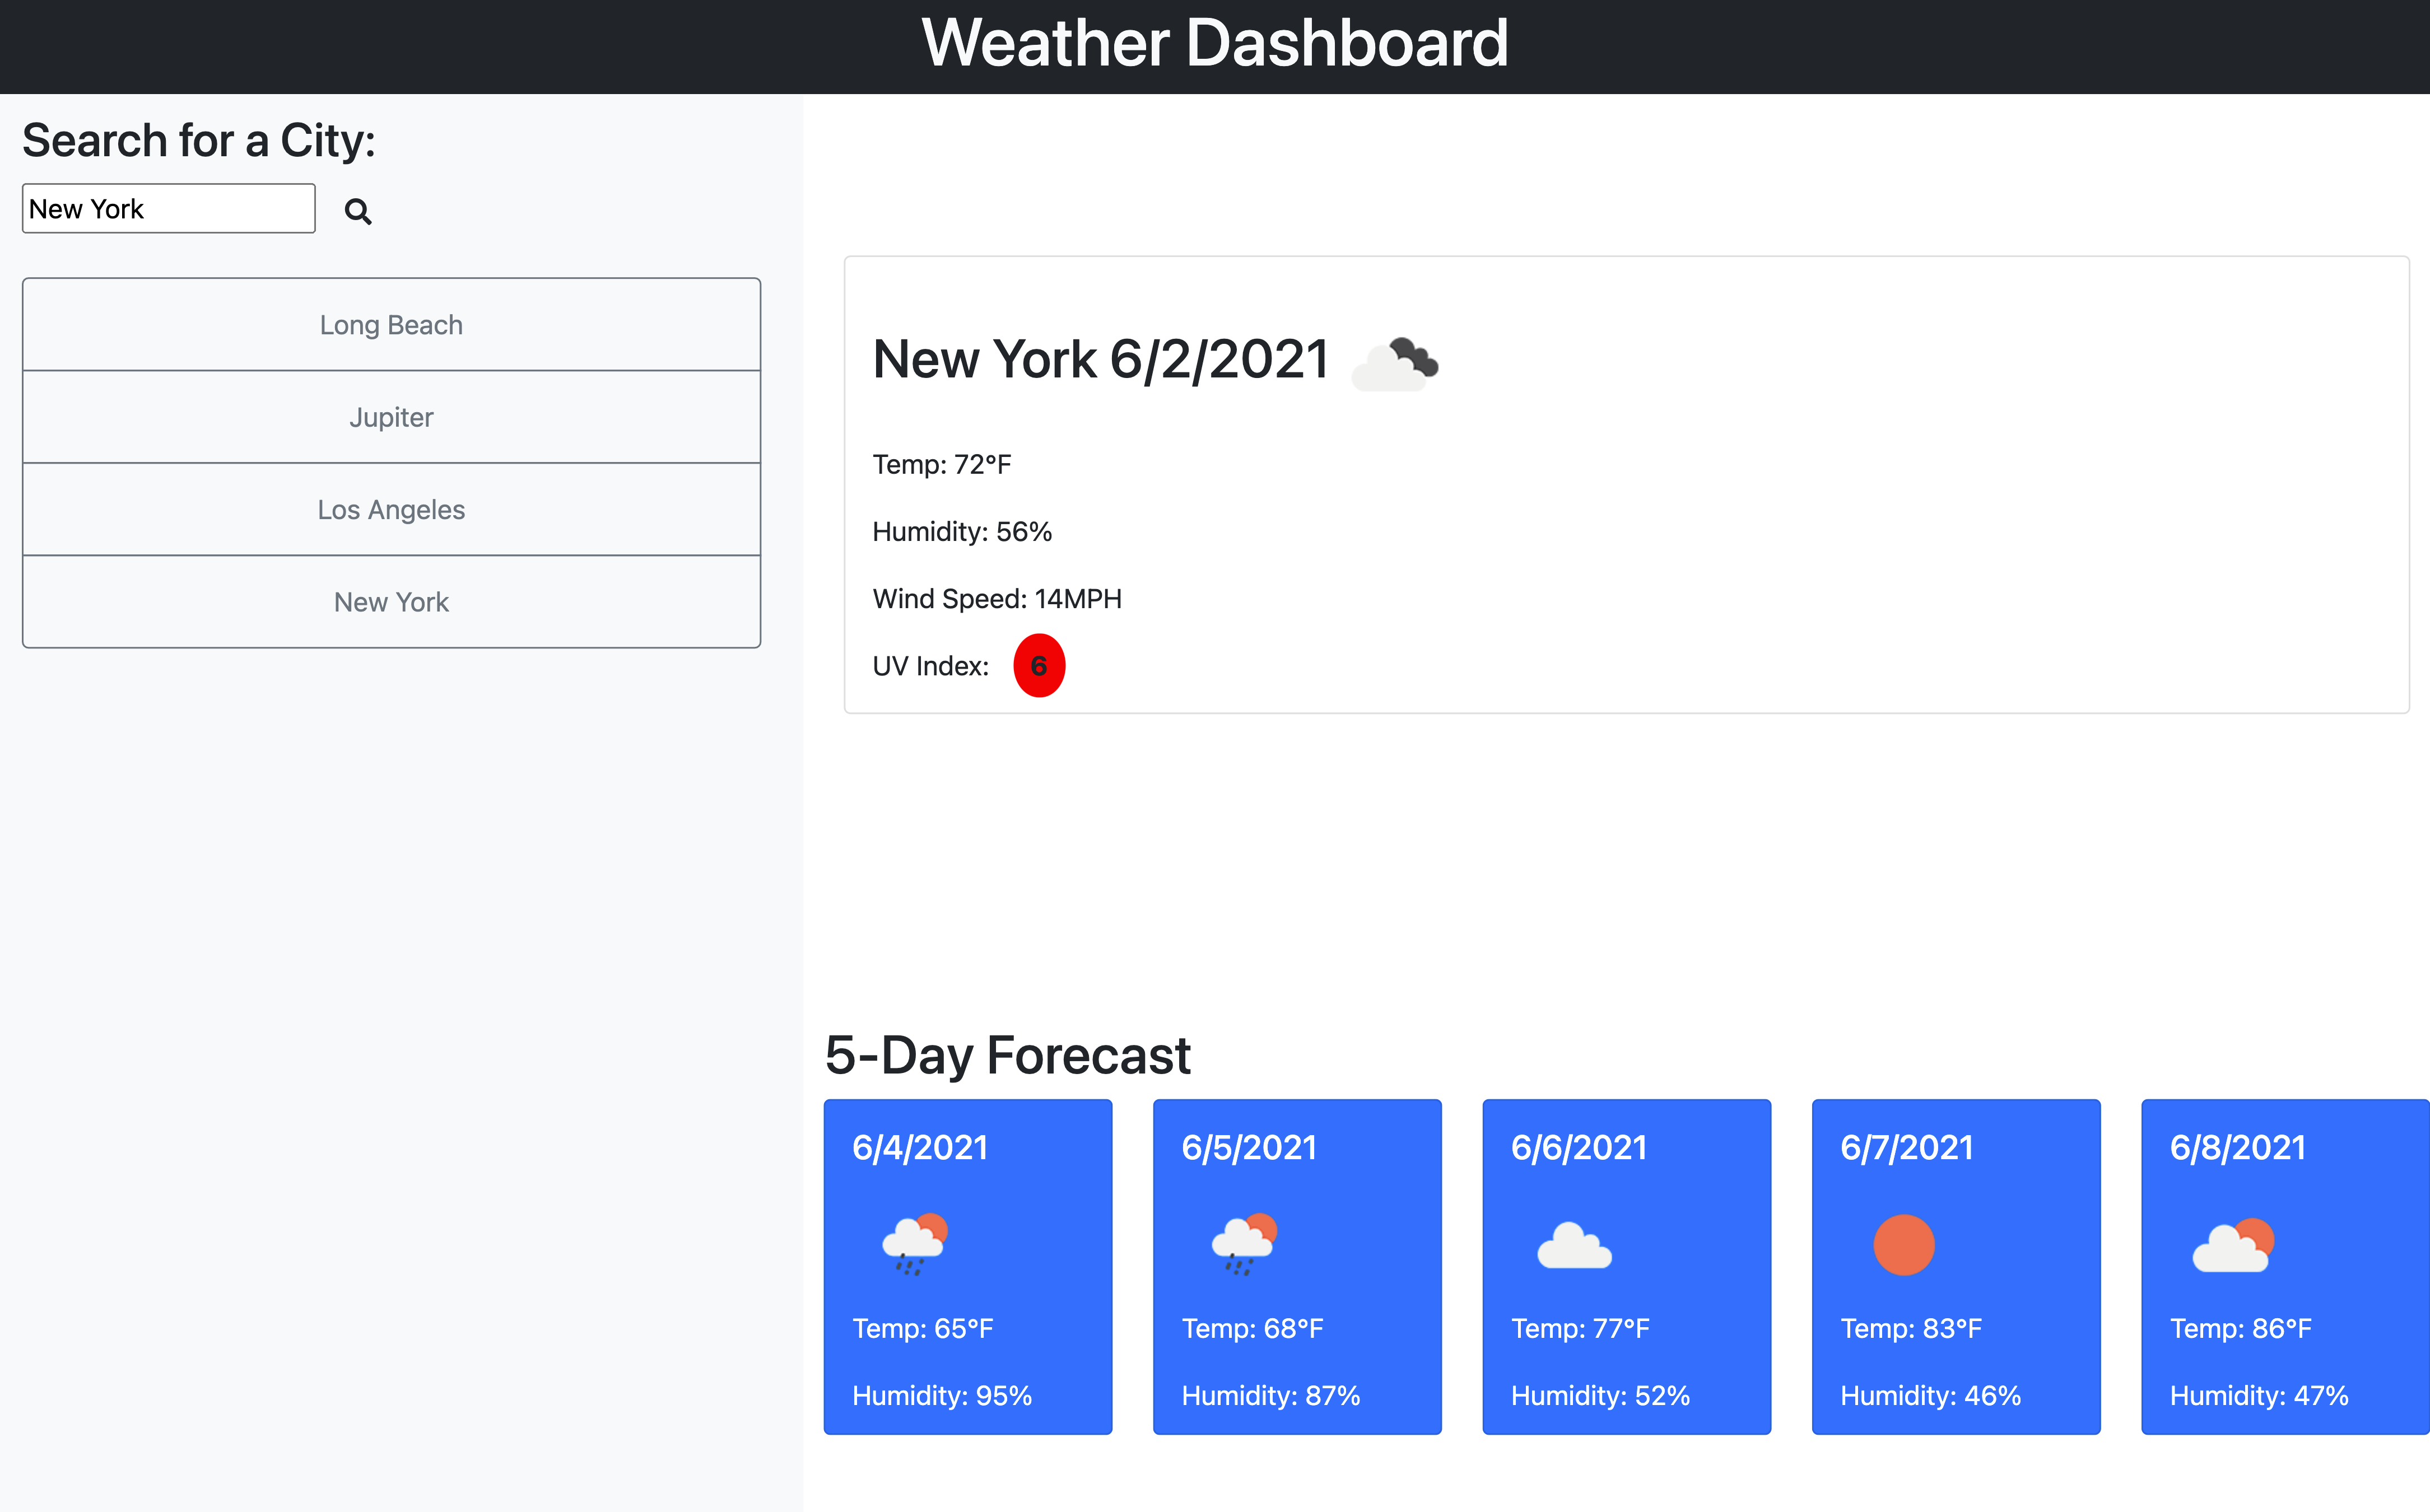 Weather Dashboard
Search for a City:
New York
Long Beach
Jupiter
Los Angeles
New York
New York 6/2/2021
Temp: 72°F
Humidity: 56%
Wind Speed: 14MPH
UV Index: 6
5-Day Forecast
6/4/2021
Temp: 65°F
Humidity: 95%
6/5/2021
Temp: 68°F
Humidity: 87%
6/6/2021
Temp: 77°F
Humidity: 52%
6/7/2021
Temp: 83°F
Humidity: 46%
6/8/2021
Temp: 86°F
Humidity: 47%